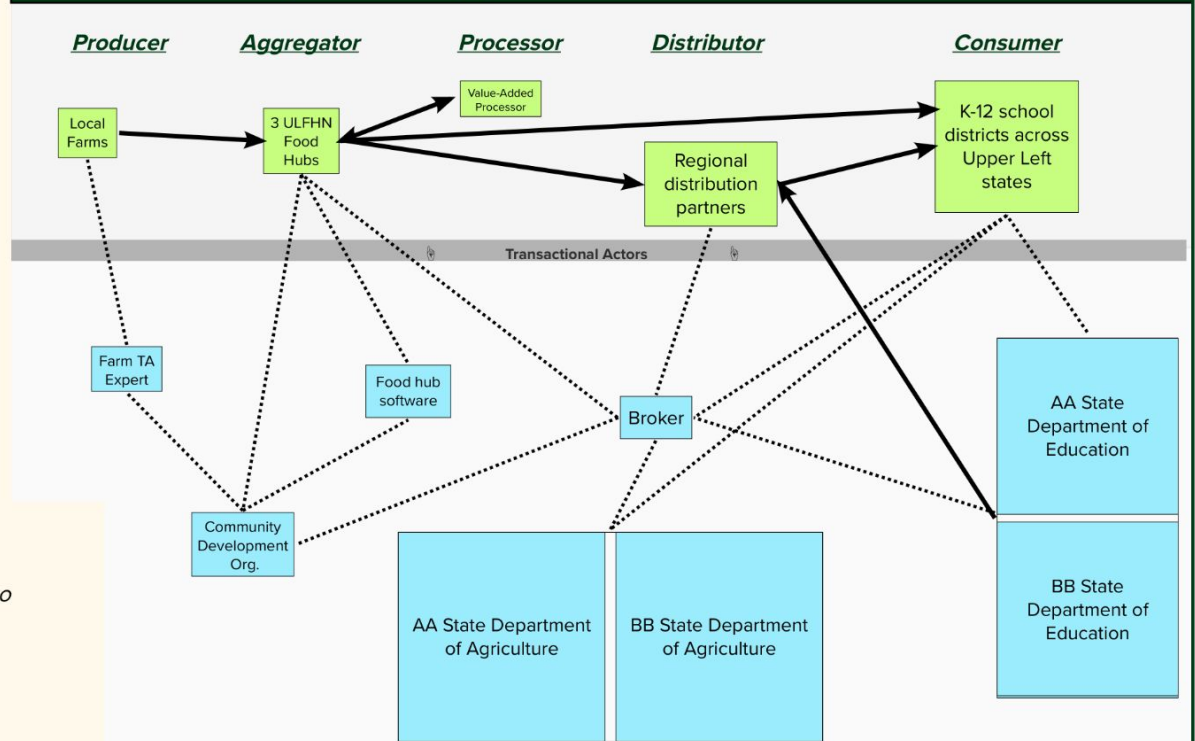 Producer
Aggregator
Processor
Distributor
Consumer
Local
Farms
3 ULFHN
Food
Hubs
Value-Added
Processor
Regional
distribution
partners
K-12 school
districts across
Upper Left
states
Transactional Actors
Farm TA
Expert
Food hub
software
Broker
Community
Development
Org.
AA State Department
of Agriculture
BB State Department
of Agriculture
AA State
Department of
Education
BB State
Department of
Education
o